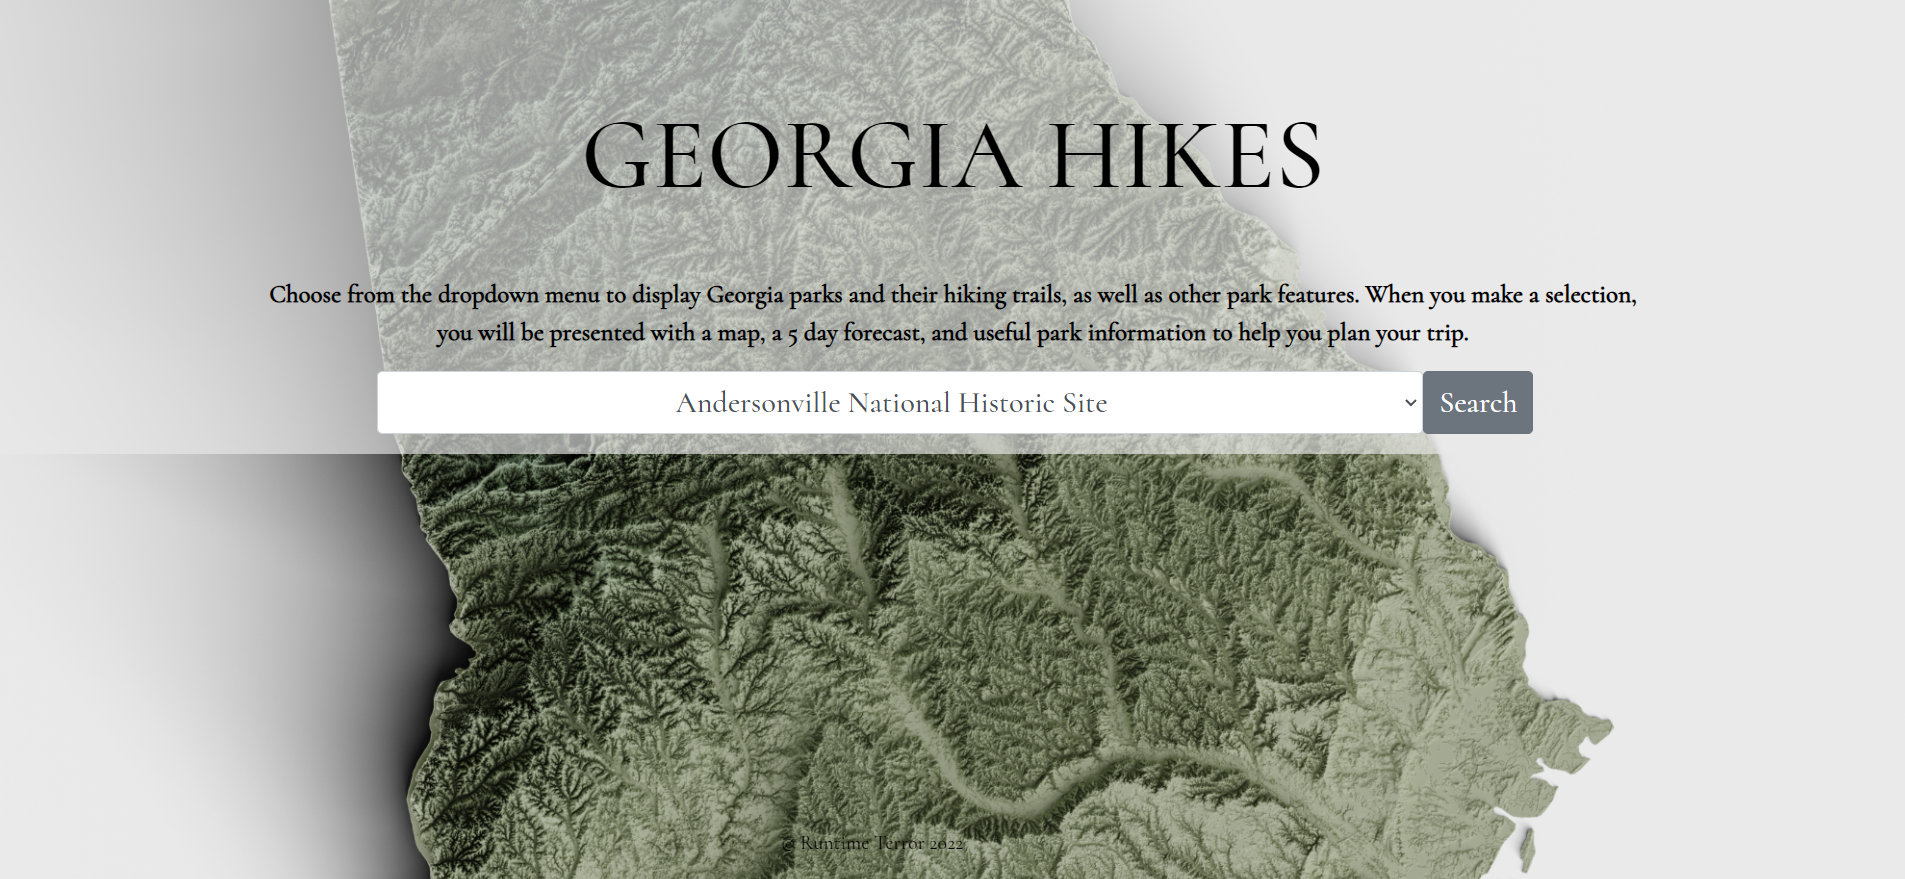 GEORGIA HIKES
Choose from the dropdown menu to display Georgia parks and their hiking trails, as well as other park features. When you make a selection,
you will be presented with a map, a 5 day forecast, and useful park information to help you plan your trip.
Andersonville National Historic Site
Search
© Runtime Terror 2022